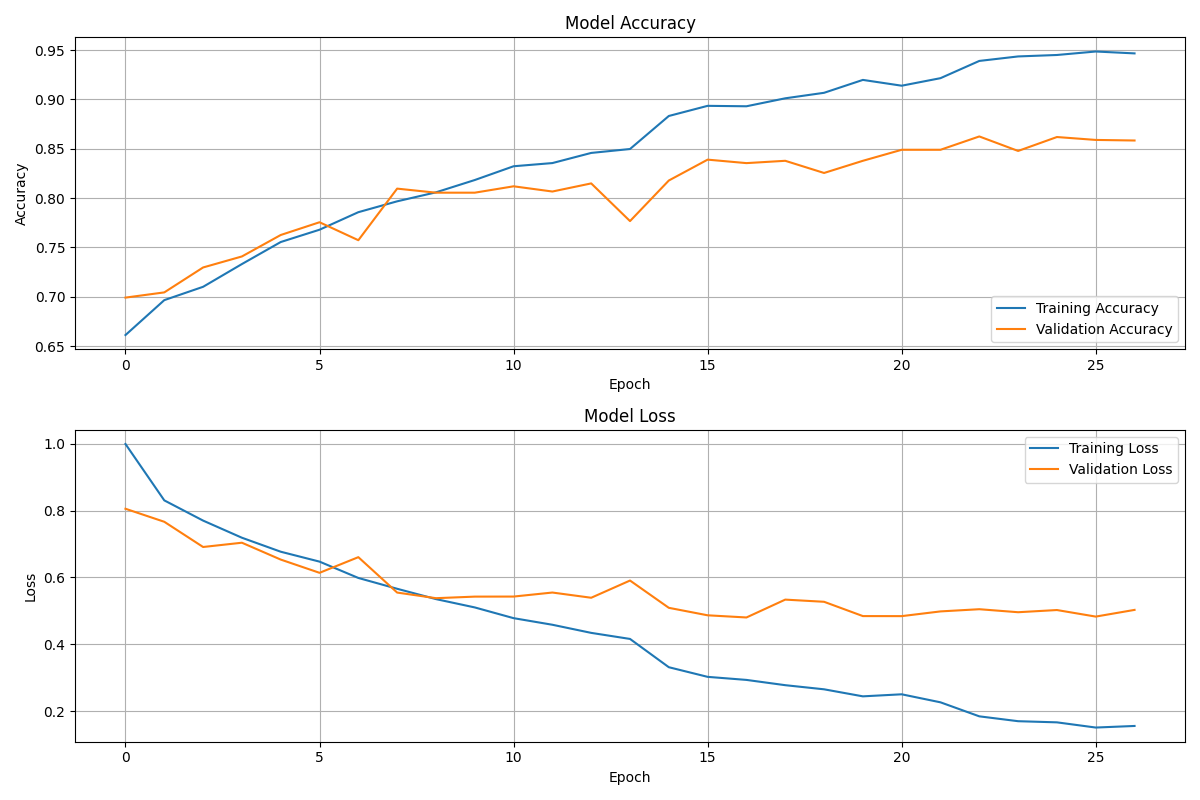 Model Accuracy
Accuracy
0.95
0.90
0.85
0.80
0.75
0.70
0.65
Training Accuracy
Validation Accuracy
0 5 10 15 20 25
Epoch
Model Loss
Loss
1.0
0.8
0.6
0.4
0.2
Training Loss
Validation Loss
0 5 10 15 20 25
Epoch